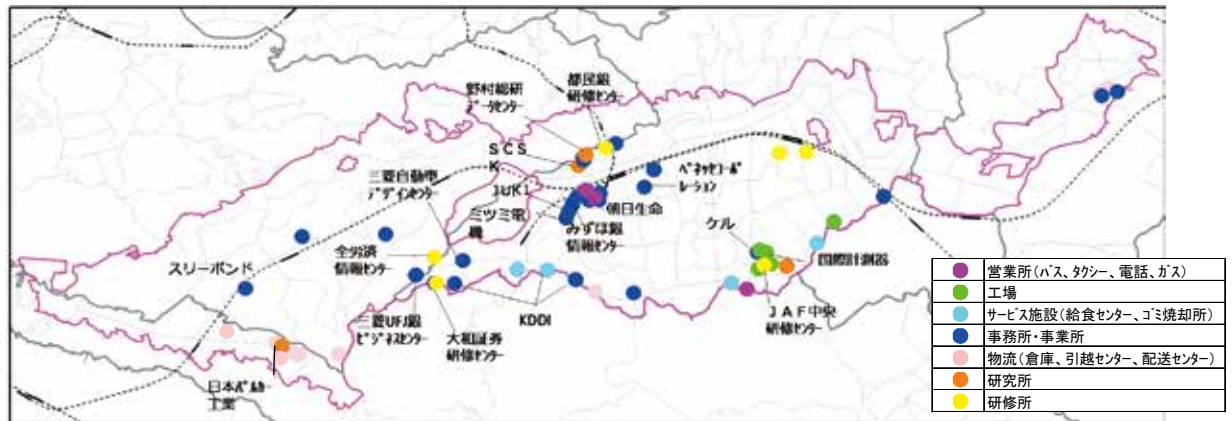 都民銀
研修センター
野村総研
データセンター
SCS
K
三菱自動車
デザインセンター
JUKI
ミツミ電
機
ベネッセコーポ
レーション
朝日生命
みずほ銀
情報センター
全労済
情報センター
スリーボンド
ケル
国際計測器
三菱UFJ銀
ビジネスセンター
大和証券
研修センター
KDDI
JAF中央
研修センター
日本パルカー
工業
営業所(バス、タクシー、電話、ガス)
工場
サービス施設(給食センター、ゴミ焼却所)
事務所・事業所
物流(倉庫、引越センター、配送センター)
研究所
研修所